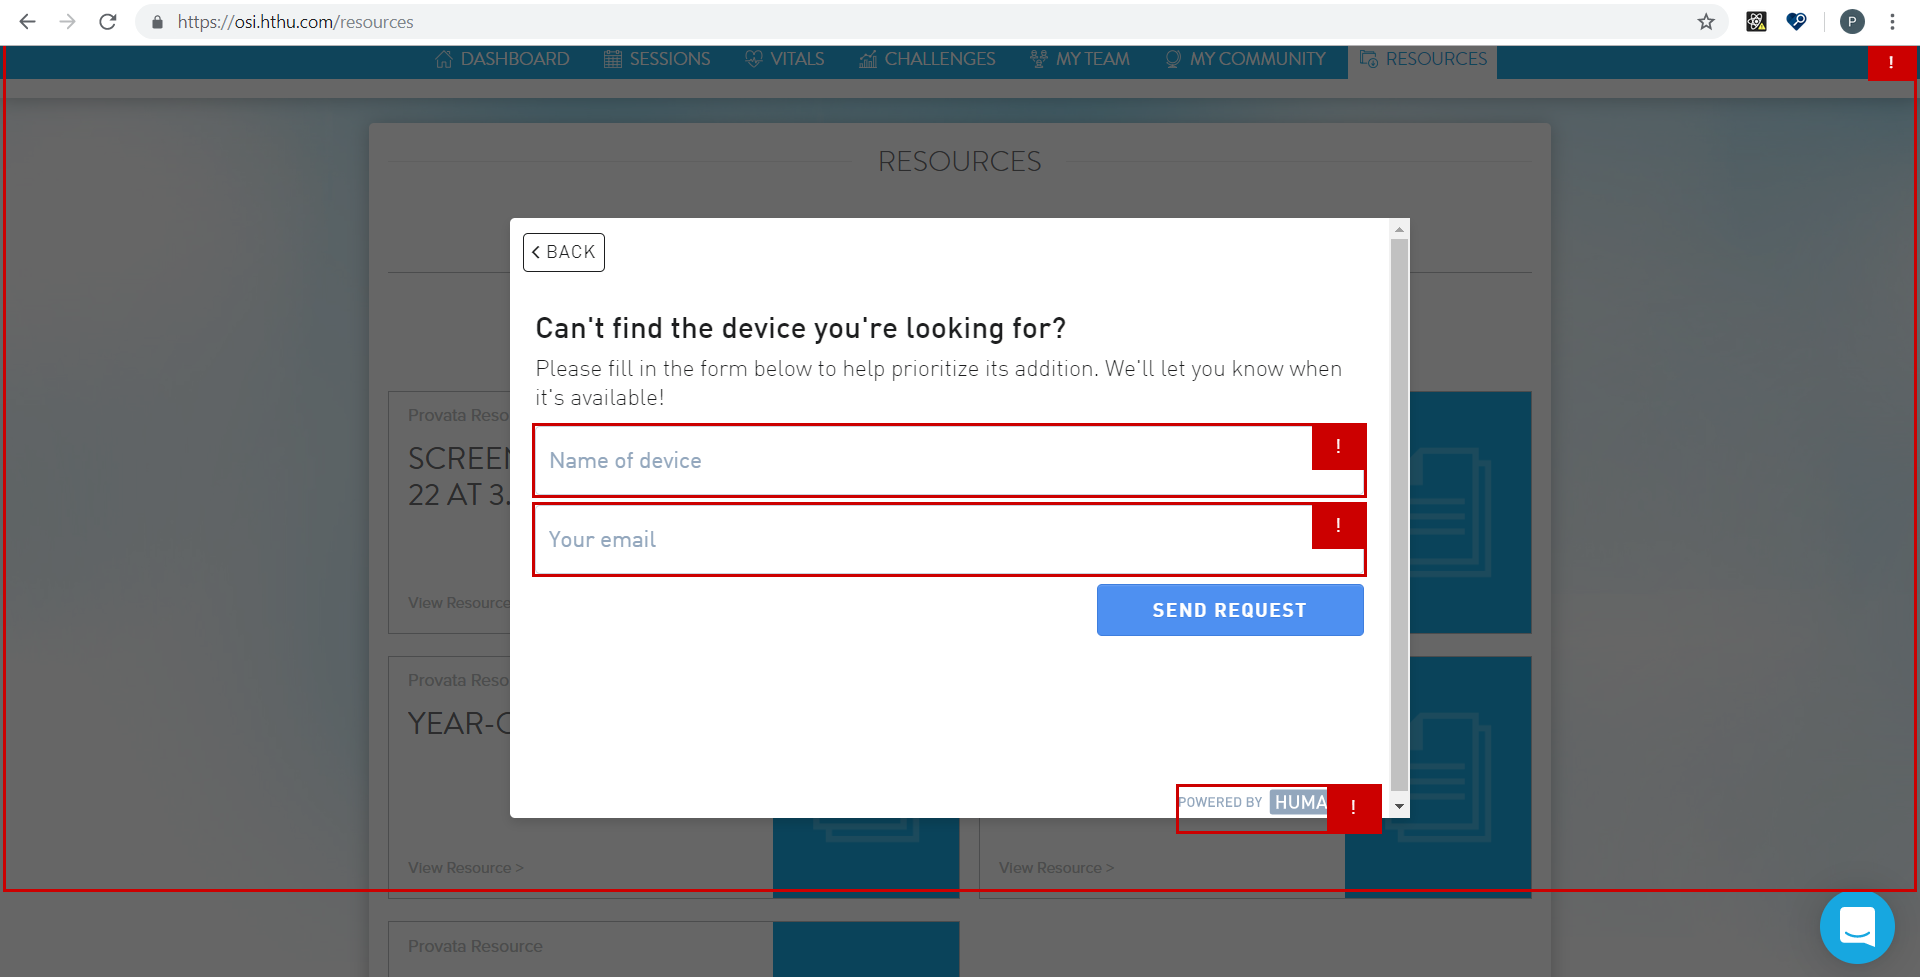 https://osi.hthu.com/resources
P
DASHBOARD SESSIONS VITALS CHALLENGES MY TEAM MY COMMUNITY RESOURCES
!
RESOURCES
BACK
Can't find the device you're looking for?
Please fill in the form below to help prioritize its addition. We'll let you know when
it's available!
Provata Reso
SCREEN
22 AT 3.
Name of device
!
Your email
!
View Resource
SEND REQUEST
Provata Reso
YEAR-
POWERED BY HUMA
!
View Resource >
View Resource >
Provata Resource